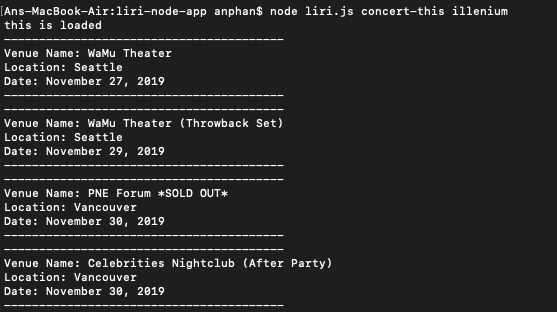 [Ans-MacBook-Air:liri-node-app anphan$ node liri.js concert-this illenium
this is loaded
----------------------------------------
Venue Name: WaMu Theater
Location: Seattle
Date: November 27, 2019
----------------------------------------
----------------------------------------
Venue Name: WaMu Theater (Throwback Set)
Location: Seattle
Date: November 29, 2019
----------------------------------------
----------------------------------------
Venue Name: PNE Forum *SOLD OUT*
Location: Vancouver
Date: November 30, 2019
----------------------------------------
----------------------------------------
Venue Name: Celebrities Nightclub (After Party)
Location: Vancouver
Date: November 30, 2019
----------------------------------------